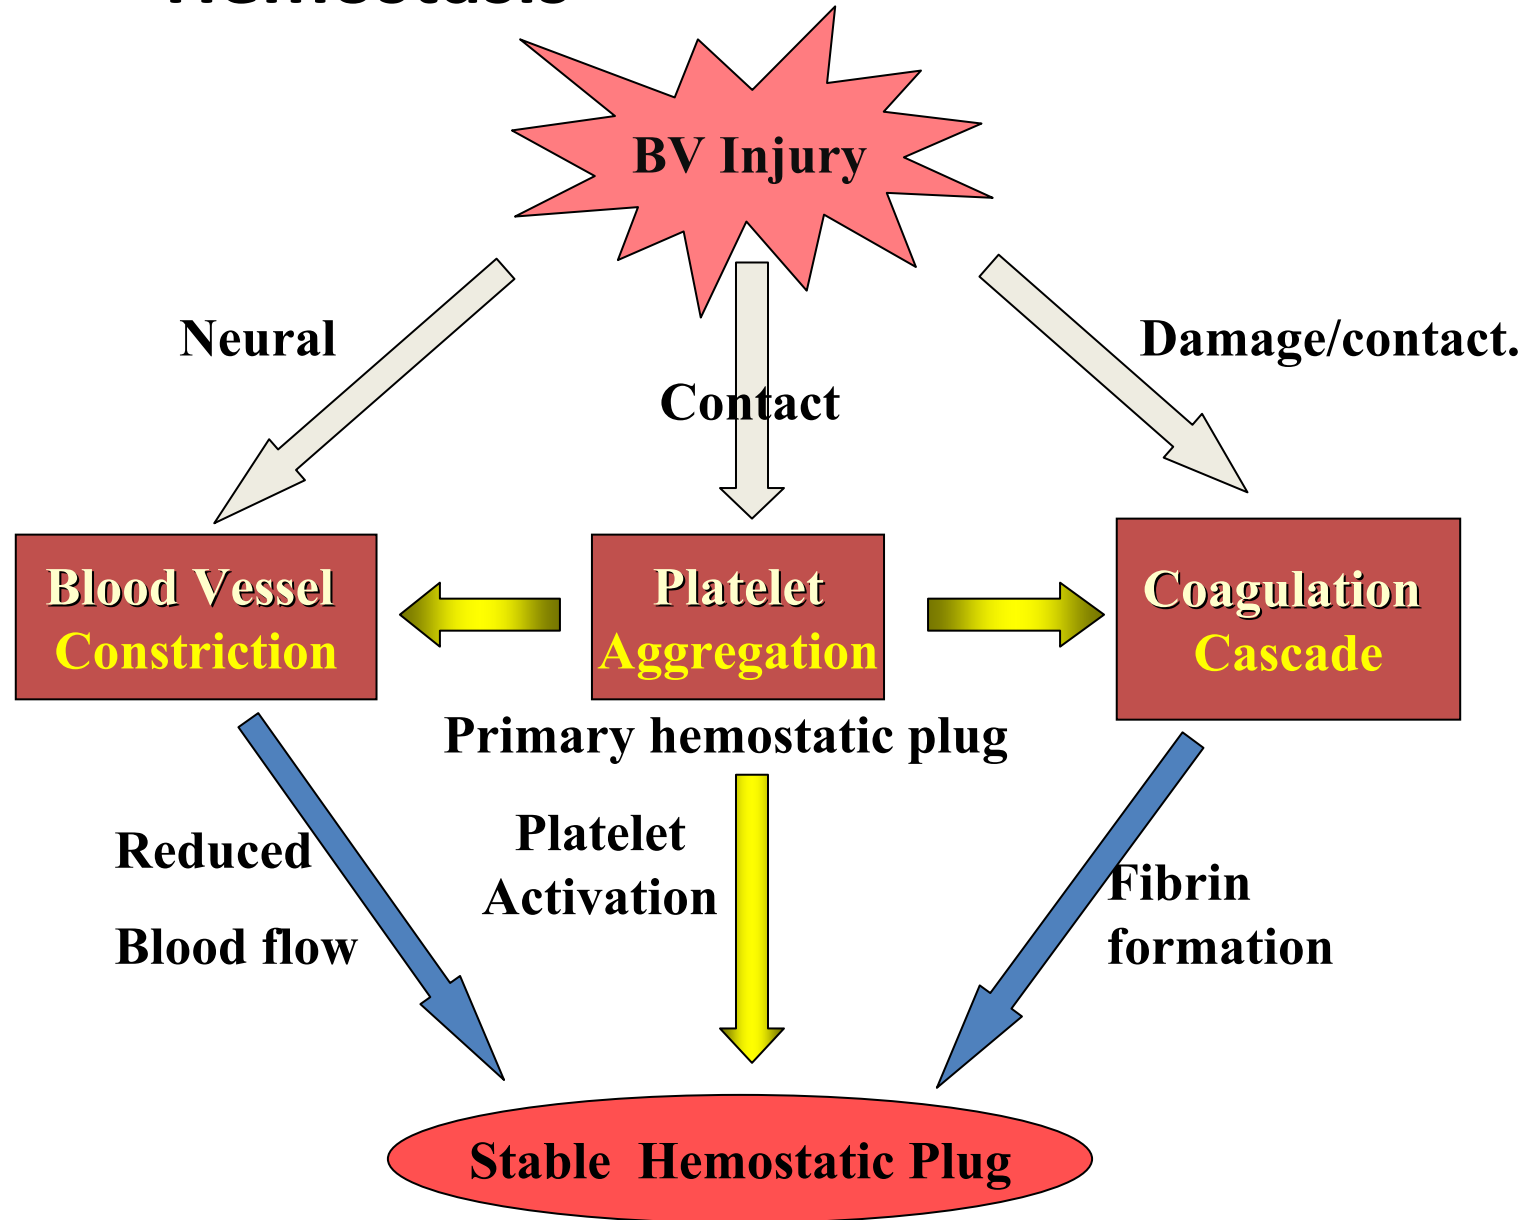 Hemostasis
BV Injury
Neural
Damage/contact.
Contact
Blood Vessel
Constriction
Platelet
Aggregation
Coagulation
Cascade
Primary hemostatic plug
Platelet
Activation
Reduced
Blood flow
Fibrin
formation
Stable Hemostatic Plug